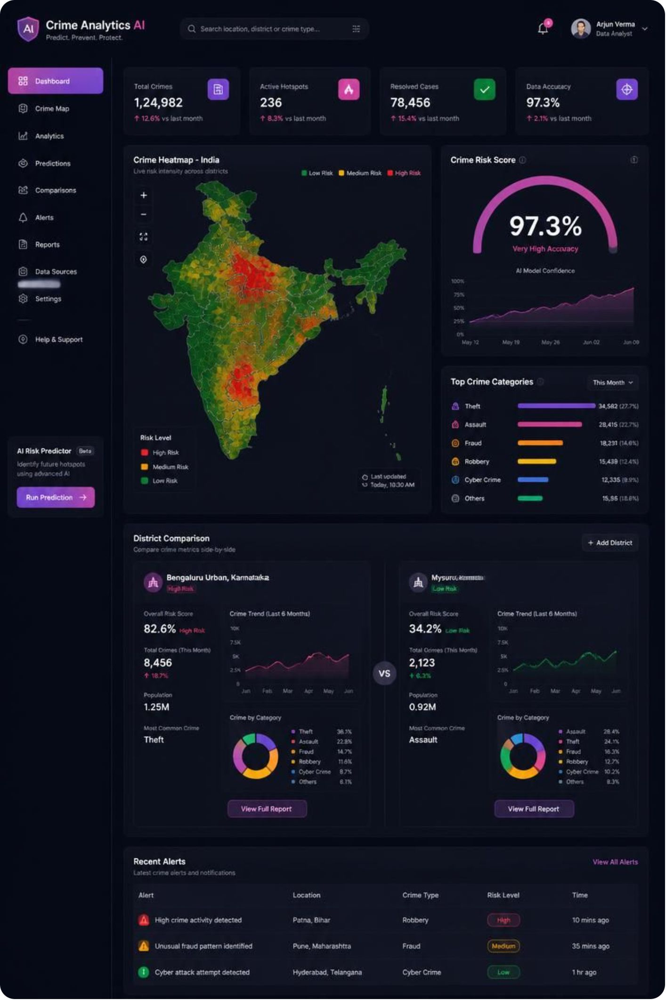 AI
Crime Analytics AI
Predict. Prevent. Protect.
Search location, district or crime type...
Arjun Verma
Data Analyst
Dashboard
Crime Map
Analytics
Predictions
Comparisons
Alerts
Reports
Data Sources
Settings
Help & Support
AI Risk Predictor Beta
Identify future hotspots
using advanced AI
Run Prediction →
Total Crimes
1,24,982
↑ 12.6% vs last month
Active Hotspots
236
↑ 8.3% vs last month
Resolved Cases
78,456
↑ 15.4% vs last month
Data Accuracy
97.3%
↑ 2.1% vs last month
Crime Heatmap - India
Live risk intensity across districts
Low Risk Medium Risk High Risk
+
−
Risk Level
High Risk
Medium Risk
Low Risk
Last updated
Today, 10:30 AM
Crime Risk Score
97.3%
Very High Accuracy
AI Model Confidence
100%
75%
50%
25%
0%
May 12 May 19 May 26 Jun 02 Jun 09
Top Crime Categories
This Month
Theft 34,562 (27.7%)
Assault 28,415 (22.7%)
Fraud 18,231 (14.6%)
Robbery 15,439 (12.4%)
Cyber Crime 12,335 (9.9%)
Others
District Comparison
Compare crime metrics side-by-side
+ Add District
Bengaluru Urban, Karnataka
High Risk
Overall Risk Score
82.6% High Risk
Total Crimes (This Month)
8,456
↑ 18.7%
Population
1.25M
Most Common Crime
Theft
Crime Trend (Last 6 Months)
10K
7.5K
5K
2.5K
0
Jan Feb Mar Apr May Jun
Crime by Category
Theft 36.1%
Assault 22.8%
Fraud 14.7%
Robbery 11.6%
Cyber Crime 8.7%
Others 6.1%
View Full Report
VS
Mysuru,
Low Risk
Overall Risk Score
34.2% Low Risk
Total Crimes (This Month)
2,123
6.3%
Population
0.92M
Most Common Crime
Assault
Crime Trend (Last 6 Months)
10K
7.5K
5K
2.5K
0
Jan Feb Mar Apr May Jun
Crime by Category
Assault 28.4%
Theft 24.1%
Fraud 16.3%
Robbery 12.7%
Cyber Crime 10.2%
Others 8.3%
View Full Report
Recent Alerts
Latest crime alerts and notifications
View All Alerts
Alert Location Crime Type Risk Level Time
High crime activity detected Patna, Bihar Robbery High 10 mins ago
Unusual fraud pattern identified Pune, Maharashtra Fraud Medium 35 mins ago
Cyber attack attempt detected Hyderabad, Telangana Cyber Crime Low 1 hr ago